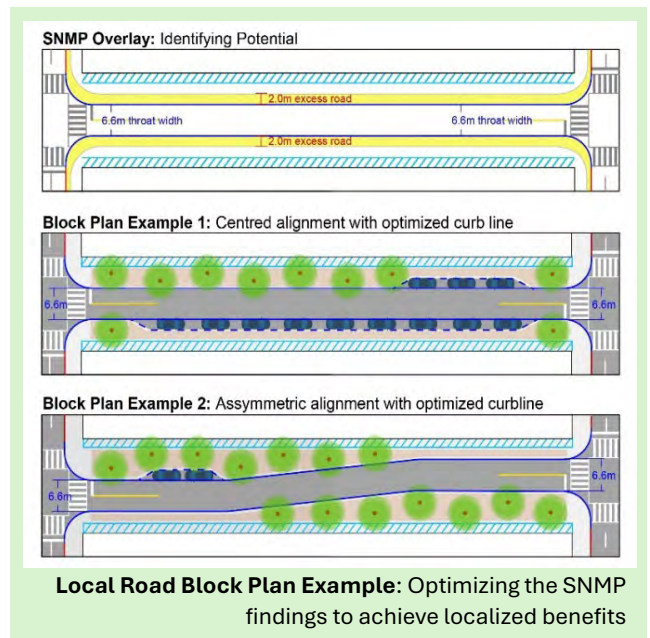 SNMP Overlay: Identifying Potential
2.0m excess road
6.6m throat width
6.6m throat width
2.0m excess road
Block Plan Example 1: Centred alignment with optimized curb line
6.6m
6.6m
Block Plan Example 2: Assymetric alignment with optimized curbline
6.6m
6.6m
Local Road Block Plan Example: Optimizing the SNMP
findings to achieve localized benefits